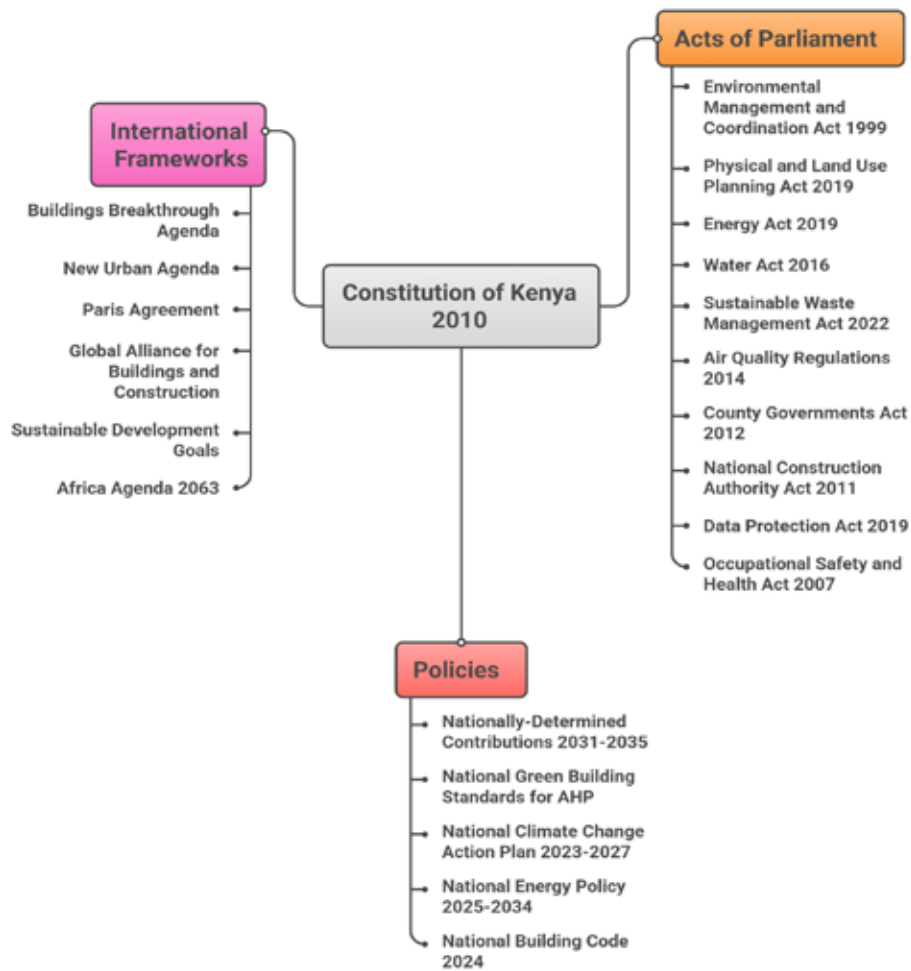 Acts of Parliament
Environmental
Management and
Coordination Act 1999
Physical and Land Use
Planning Act 2019
Energy Act 2019
Water Act 2016
Sustainable Waste
Management Act 2022
Air Quality Regulations
2014
County Governments Act
2012
National Construction
Authority Act 2011
Data Protection Act 2019
Occupational Safety and
Health Act 2007
International
Frameworks
Buildings Breakthrough
Agenda
New Urban Agenda
Paris Agreement
Global Alliance for
Buildings and
Construction
Sustainable Development
Goals
Africa Agenda 2063
Constitution of Kenya
2010
Policies
Nationally-Determined
Contributions 2031-2035
National Green Building
Standards for AHP
National Climate Change
Action Plan 2023-2027
National Energy Policy
2025-2034
National Building Code
2024